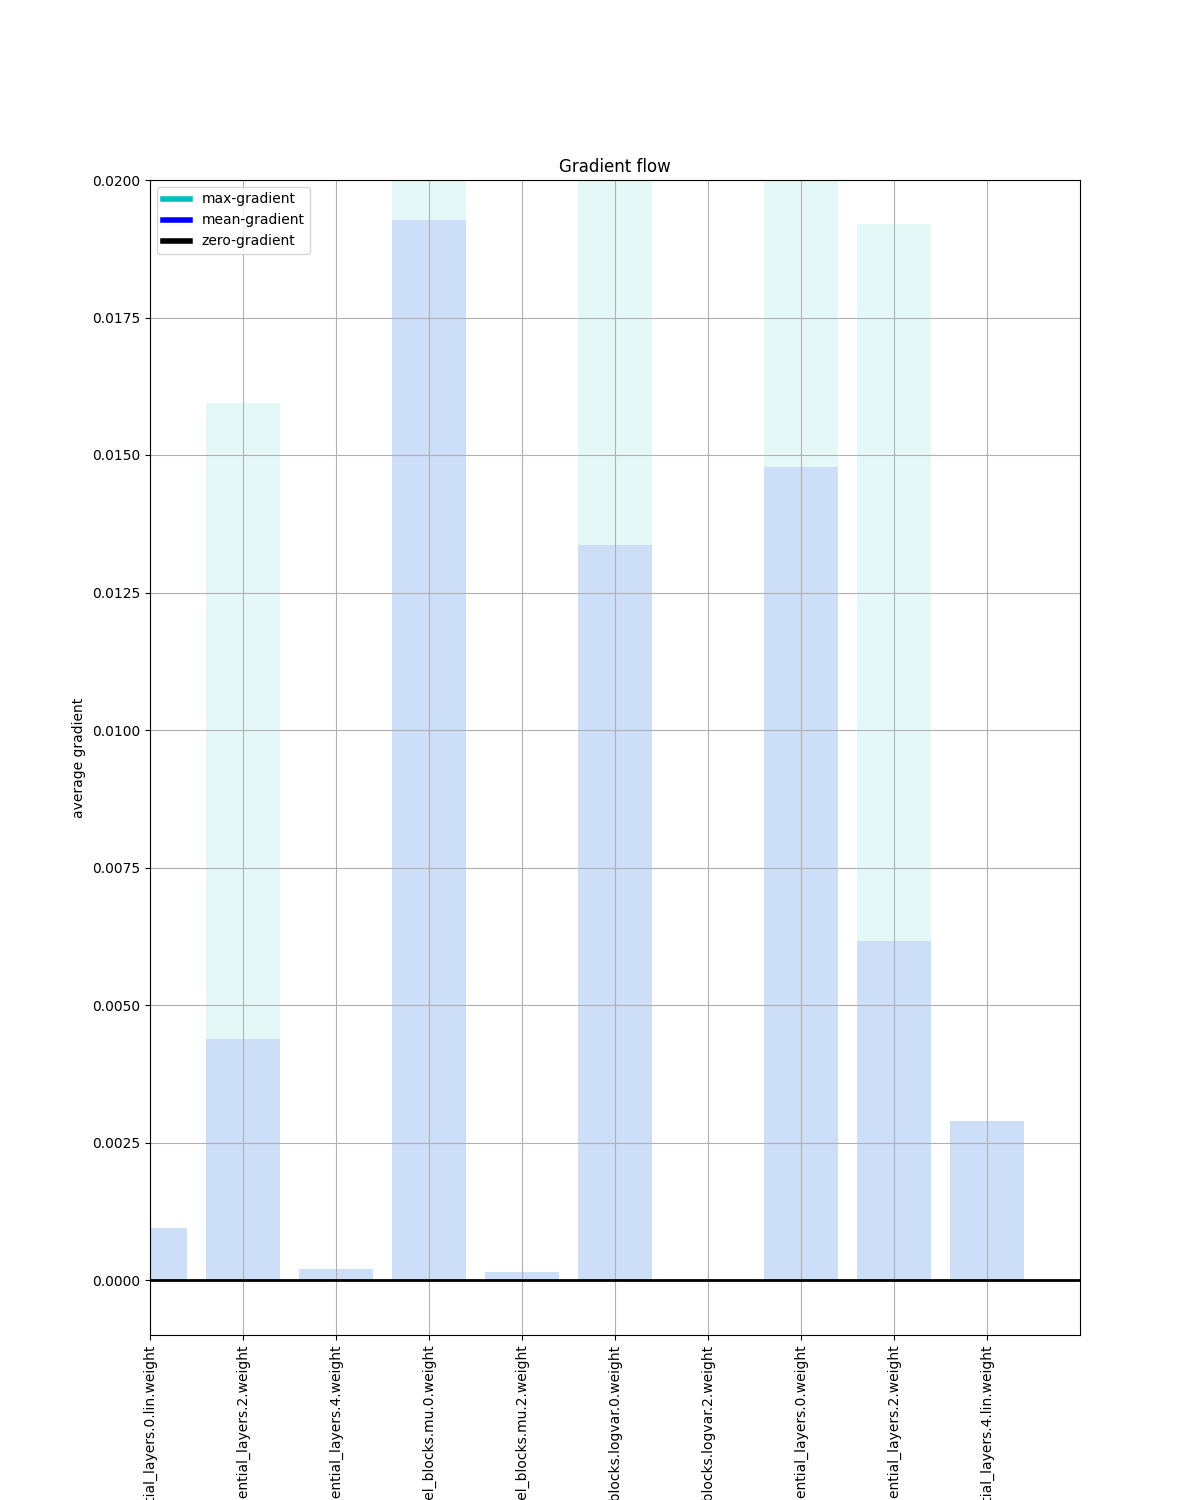 Gradient flow
max-gradient
mean-gradient
zero-gradient
0.0200
0.0175
0.0150
0.0125
0.0100
0.0075
0.0050
0.0025
0.0000
average gradient
tial_layers.0.lin.weight
ential_layers.2.weight
ential_layers.4.weight
el_blocks.mu.0.weight
el_blocks.mu.2.weight
blocks.logvar.0.weight
blocks.logvar.2.weight
ential_layers.0.weight
ential_layers.2.weight
tial_layers.4.lin.weight